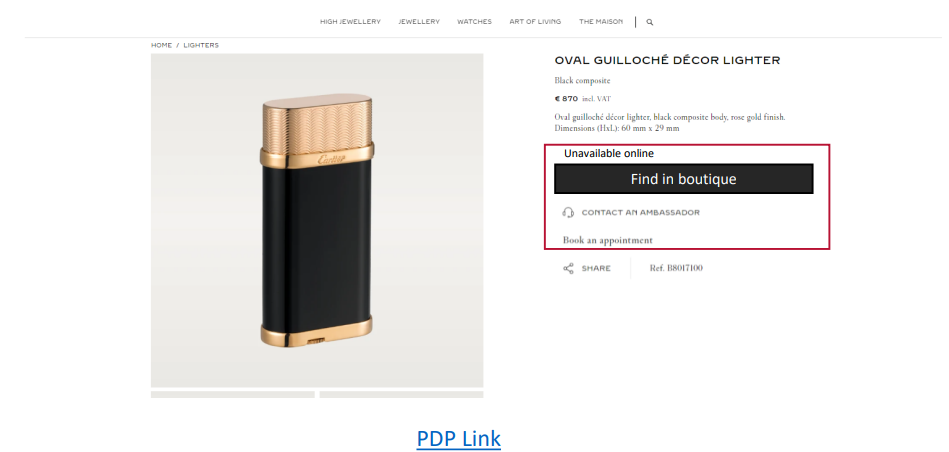 HIGH JEWELLERY JEWELLERY WATCHES ART OF LIVING THE MAISON
HOME / LIGHTERS
Cartier
OVAL GUILLOCHÉ DÉCOR LIGHTER
Black composite
€ 870 incl. VAT
Oval guilloché décor lighter, black composite body, rose gold finish.
Dimensions (HxL): 60 mm x 29 mm
Unavailable online
Find in boutique
CONTACT AN AMBASSADOR
Book an appointment
SHARE Ref. B8017100
PDP Link